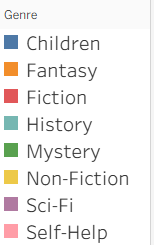 Genre
Children
Fantasy
Fiction
History
Mystery
Non-Fiction
Sci-Fi
Self-Help